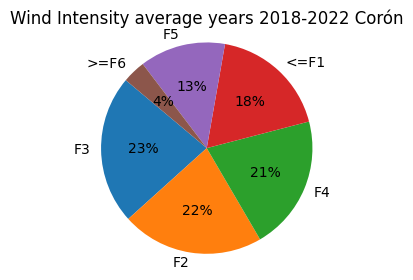 Wind Intensity average years 2018-2022 Corón
F5
>=F6
<=F1
13%
4%
18%
F3
23%
21%
F4
22%
F2